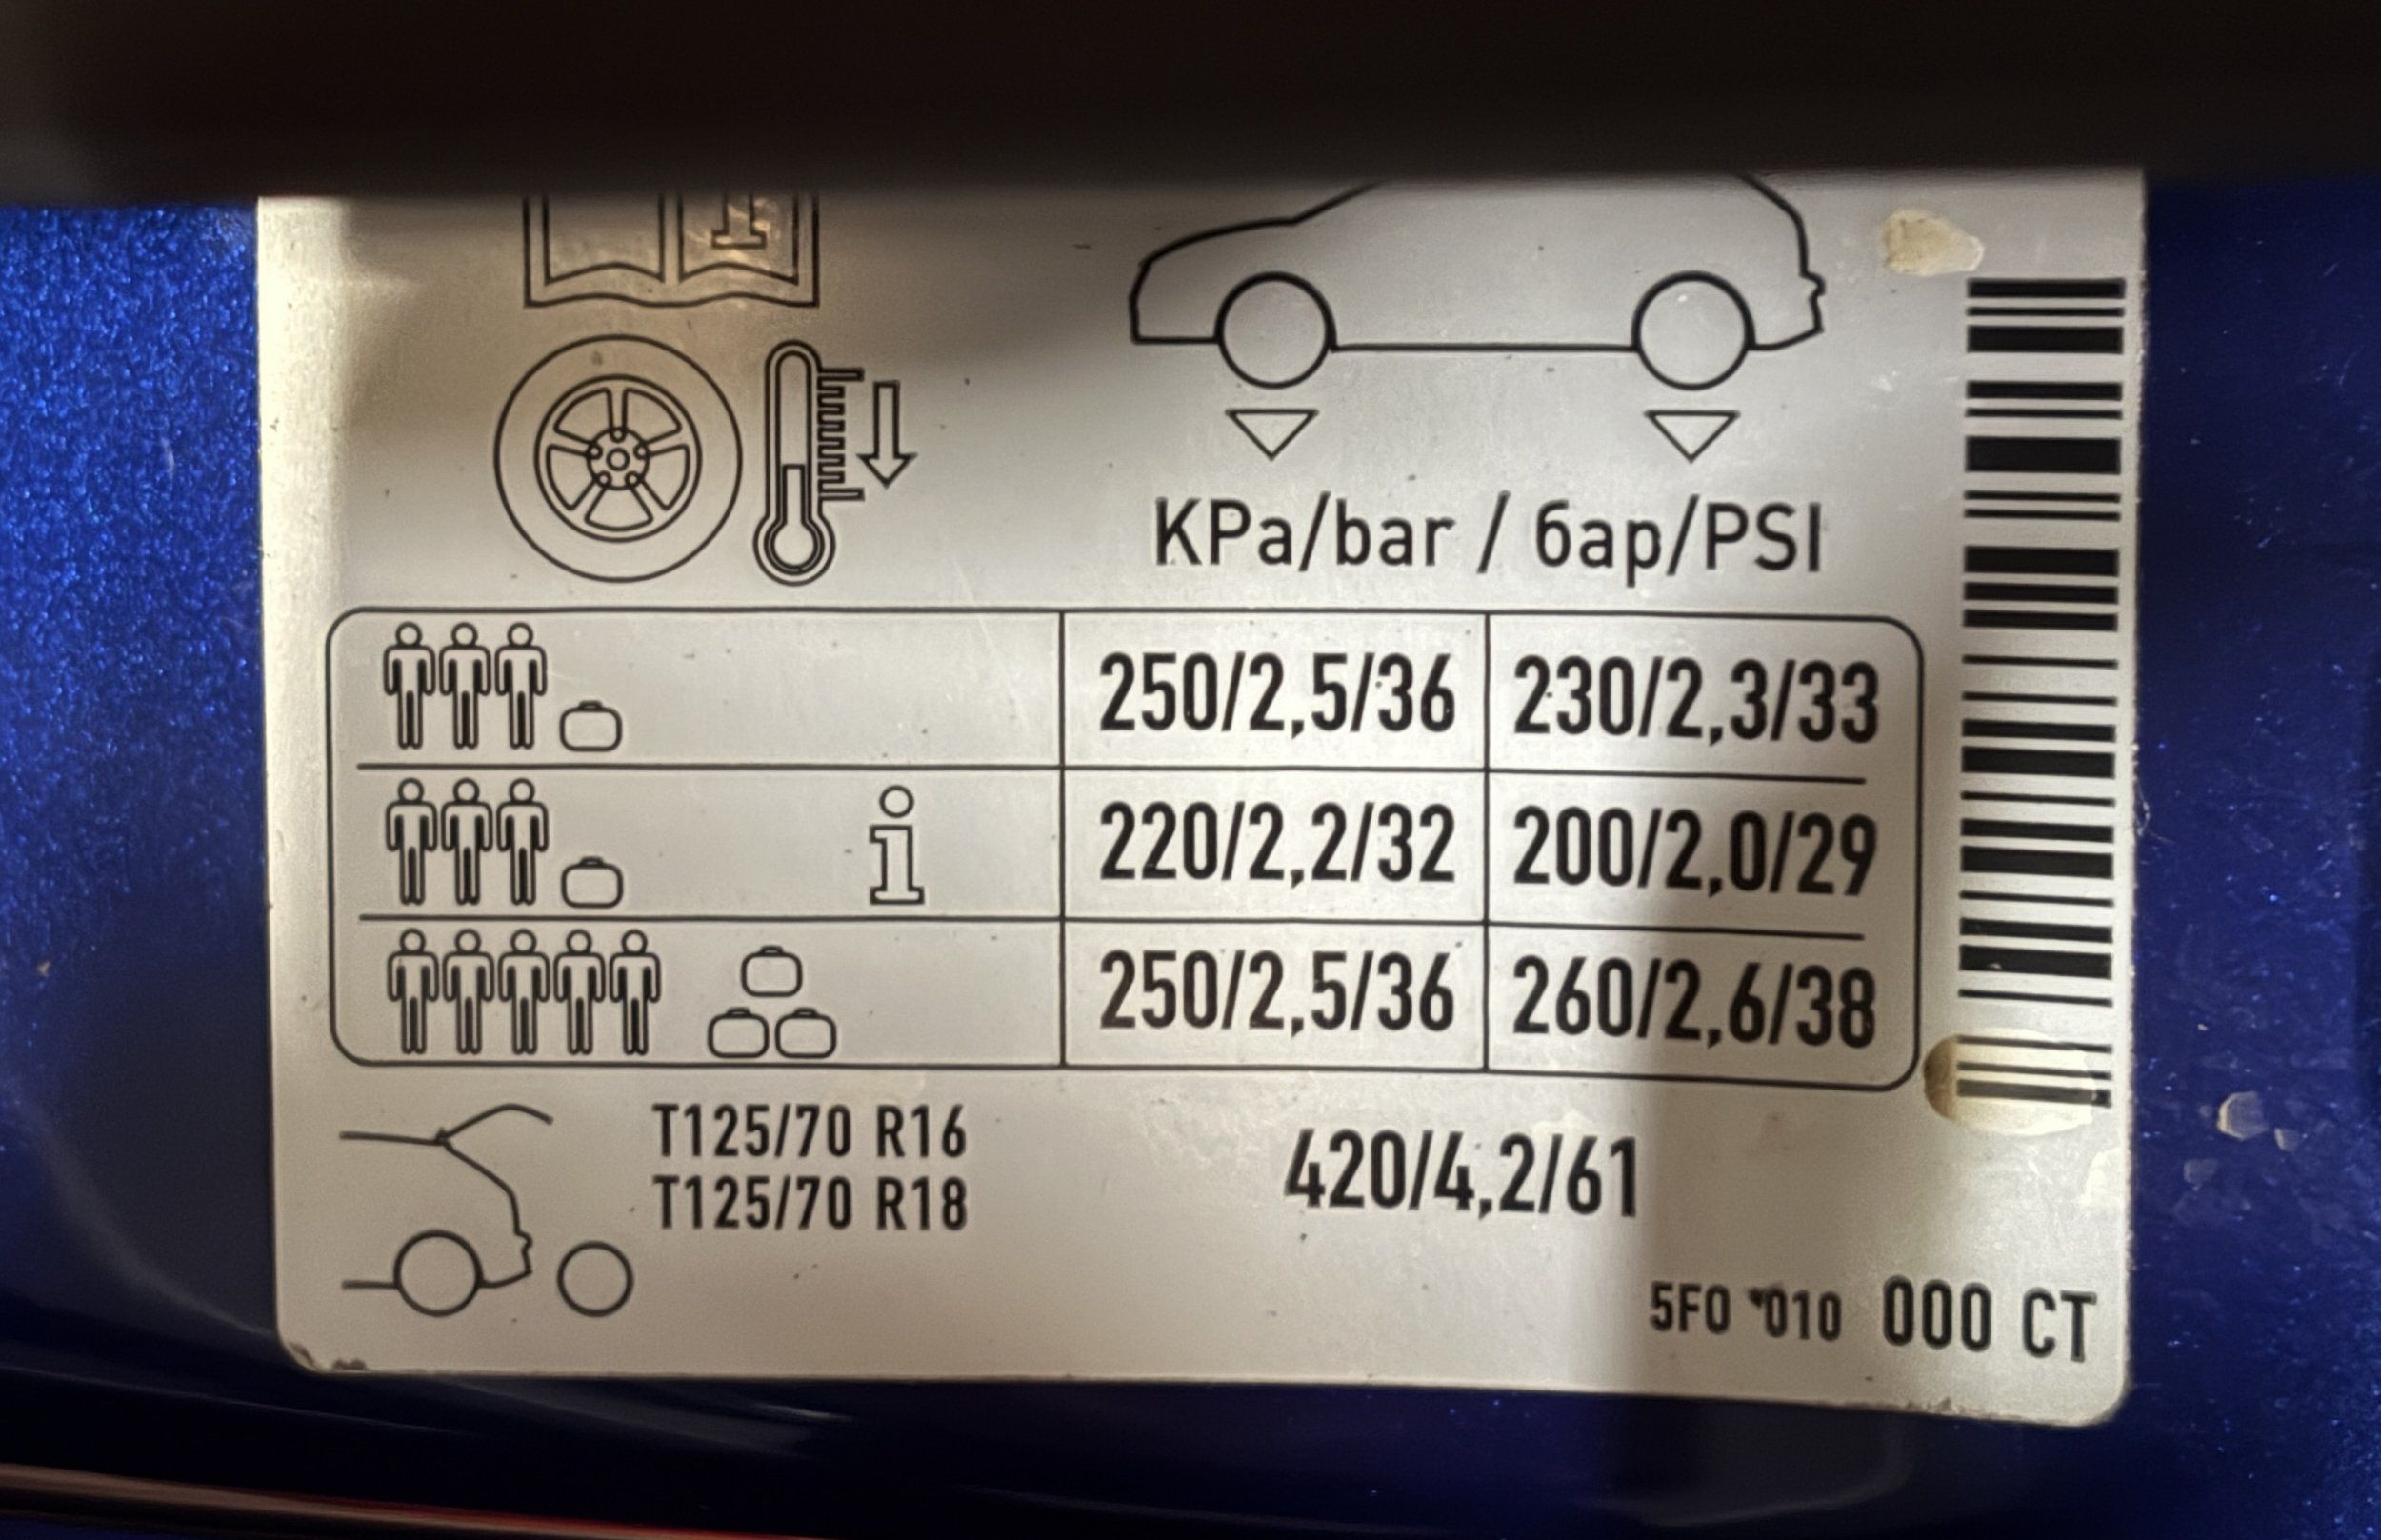 KPa/bar / бар/PSI
250/2,5/36 230/2,3/33
i 220/2,2/32 200/2,0/29
250/2,5/36 260/2,6/38
T125/70 R16
T125/70 R18
420/4,2/61
5F0 010 000 CT